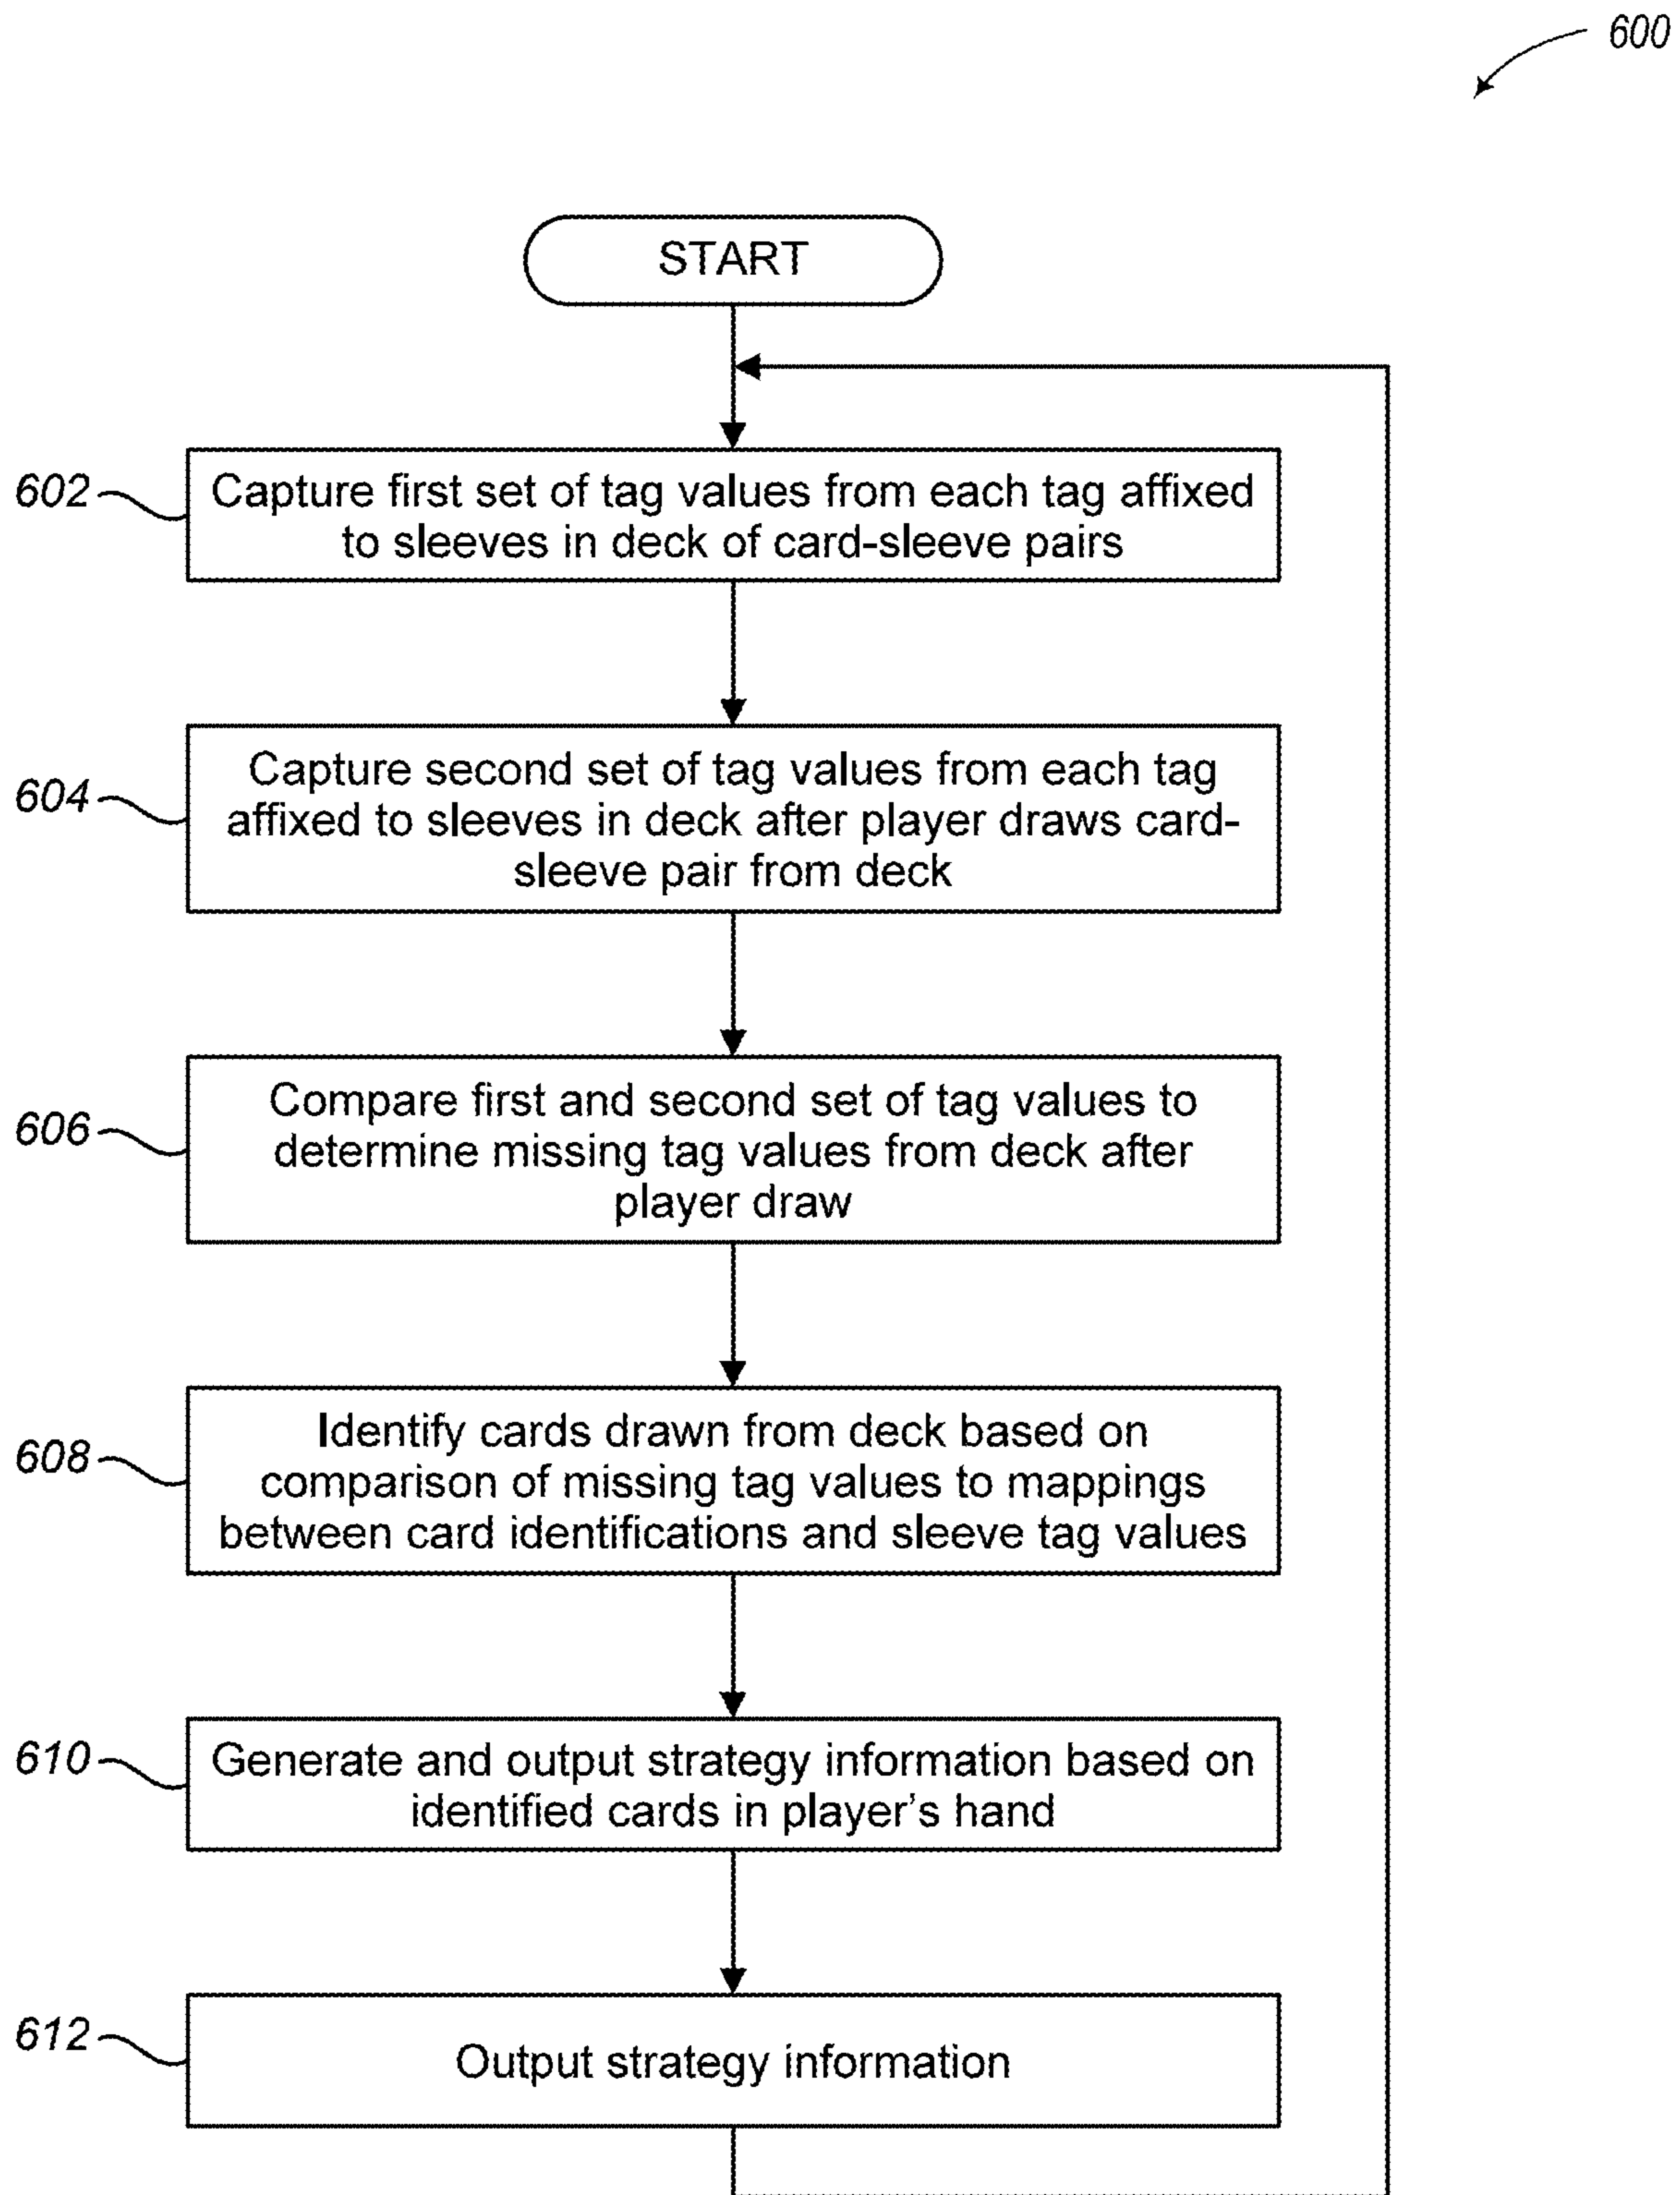 600
START
602
Capture first set of tag values from each tag affixed
to sleeves in deck of card-sleeve pairs
604
Capture second set of tag values from each tag
affixed to sleeves in deck after player draws card-
sleeve pair from deck
606
Compare first and second set of tag values to
determine missing tag values from deck after
player draw
608
Identify cards drawn from deck based on
comparison of missing tag values to mappings
between card identifications and sleeve tag values
610
Generate and output strategy information based on
identified cards in player's hand
612
Output strategy information